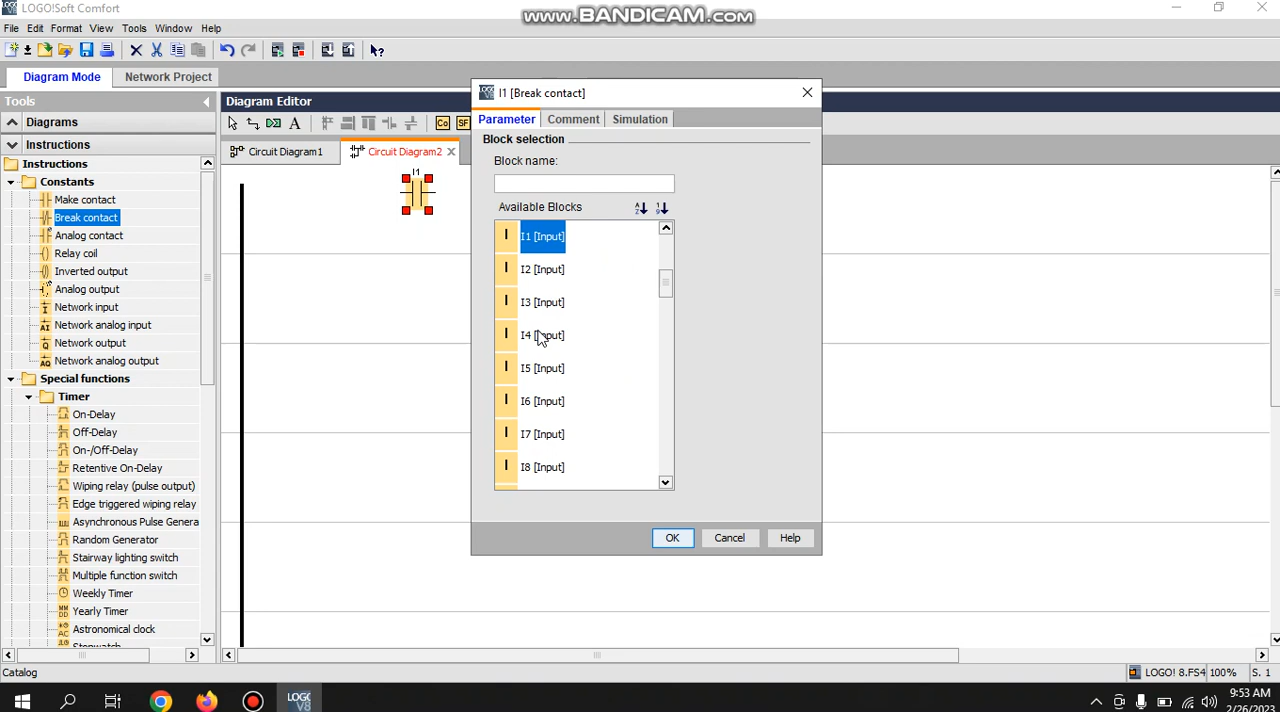 LOGO!Soft Comfort
www.BANDICAM.com
File Edit Format View Tools Window Help
Diagram Mode
Network Project
Tools
Diagrams
Instructions
Instructions
Constants
Make contact
Break contact
Analog contact
Relay coil
Inverted output
Analog output
Network input
Network analog input
Network output
Network analog output
Special functions
Timer
On-Delay
Off-Delay
On-/Off-Delay
Retentive On-Delay
Wiping relay (pulse output)
Edge triggered wiping relay
Asynchronous Pulse Genera
Random Generator
Stairway lighting switch
Multiple function switch
Weekly Timer
Yearly Timer
Astronomical clock
Catalog
Diagram Editor
A Co SF
Circuit Diagram1
Circuit Diagram2
I1
I1 [Break contact]
Parameter Comment Simulation
Block selection
Block name:
Available Blocks
I I1 [Input]
I I2 [Input]
I I3 [Input]
I I4 [Input]
I I5 [Input]
I I6 [Input]
I I7 [Input]
I I8 [Input]
OK Cancel Help
LOGO! 8.FS4 100% S. 1
9:53 AM
2/26/2023